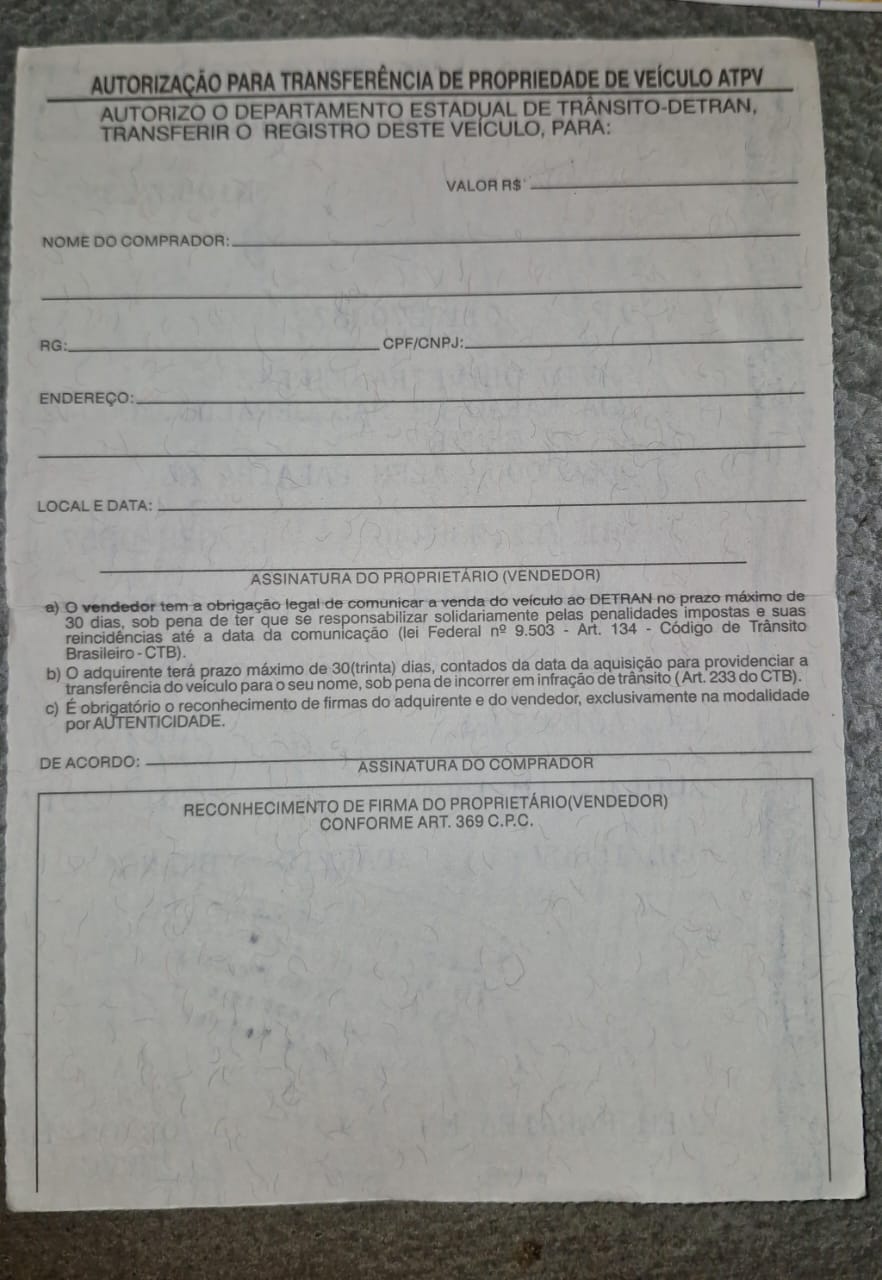 AUTORIZAÇÃO PARA TRANSFERÊNCIA DE PROPRIEDADE DE VEÍCULO ATPV
AUTORIZO O DEPARTAMENTO ESTADUAL DE TRÂNSITO-DETRAN,
TRANSFERIR O REGISTRO DESTE VEÍCULO, PARA:
VALOR R$
NOME DO COMPRADOR:
RG: CPF/CNPJ:
ENDEREÇO:
LOCAL E DATA:
ASSINATURA DO PROPRIETÁRIO (VENDEDOR)
a) O vendedor tem a obrigação legal de comunicar a venda do veículo ao DETRAN no prazo máximo de
30 dias, sob pena de ter que se responsabilizar solidariamente pelas penalidades impostas e suas
reincidências até a data da comunicação (lei Federal nº 9.503 - Art. 134 - Código de Trânsito
Brasileiro - CTB).
b) O adquirente terá prazo máximo de 30(trinta) dias, contados da data da aquisição para providenciar a
transferência do veículo para o seu nome, sob pena de incorrer em infração de trânsito (Art. 233 do CTB).
c) É obrigatório o reconhecimento de firmas do adquirente e do vendedor, exclusivamente na modalidade
por AUTENTICIDADE.
DE ACORDO:
ASSINATURA DO COMPRADOR
RECONHECIMENTO DE FIRMA DO PROPRIETÁRIO(VENDEDOR)
CONFORME ART. 369 C.P.C.